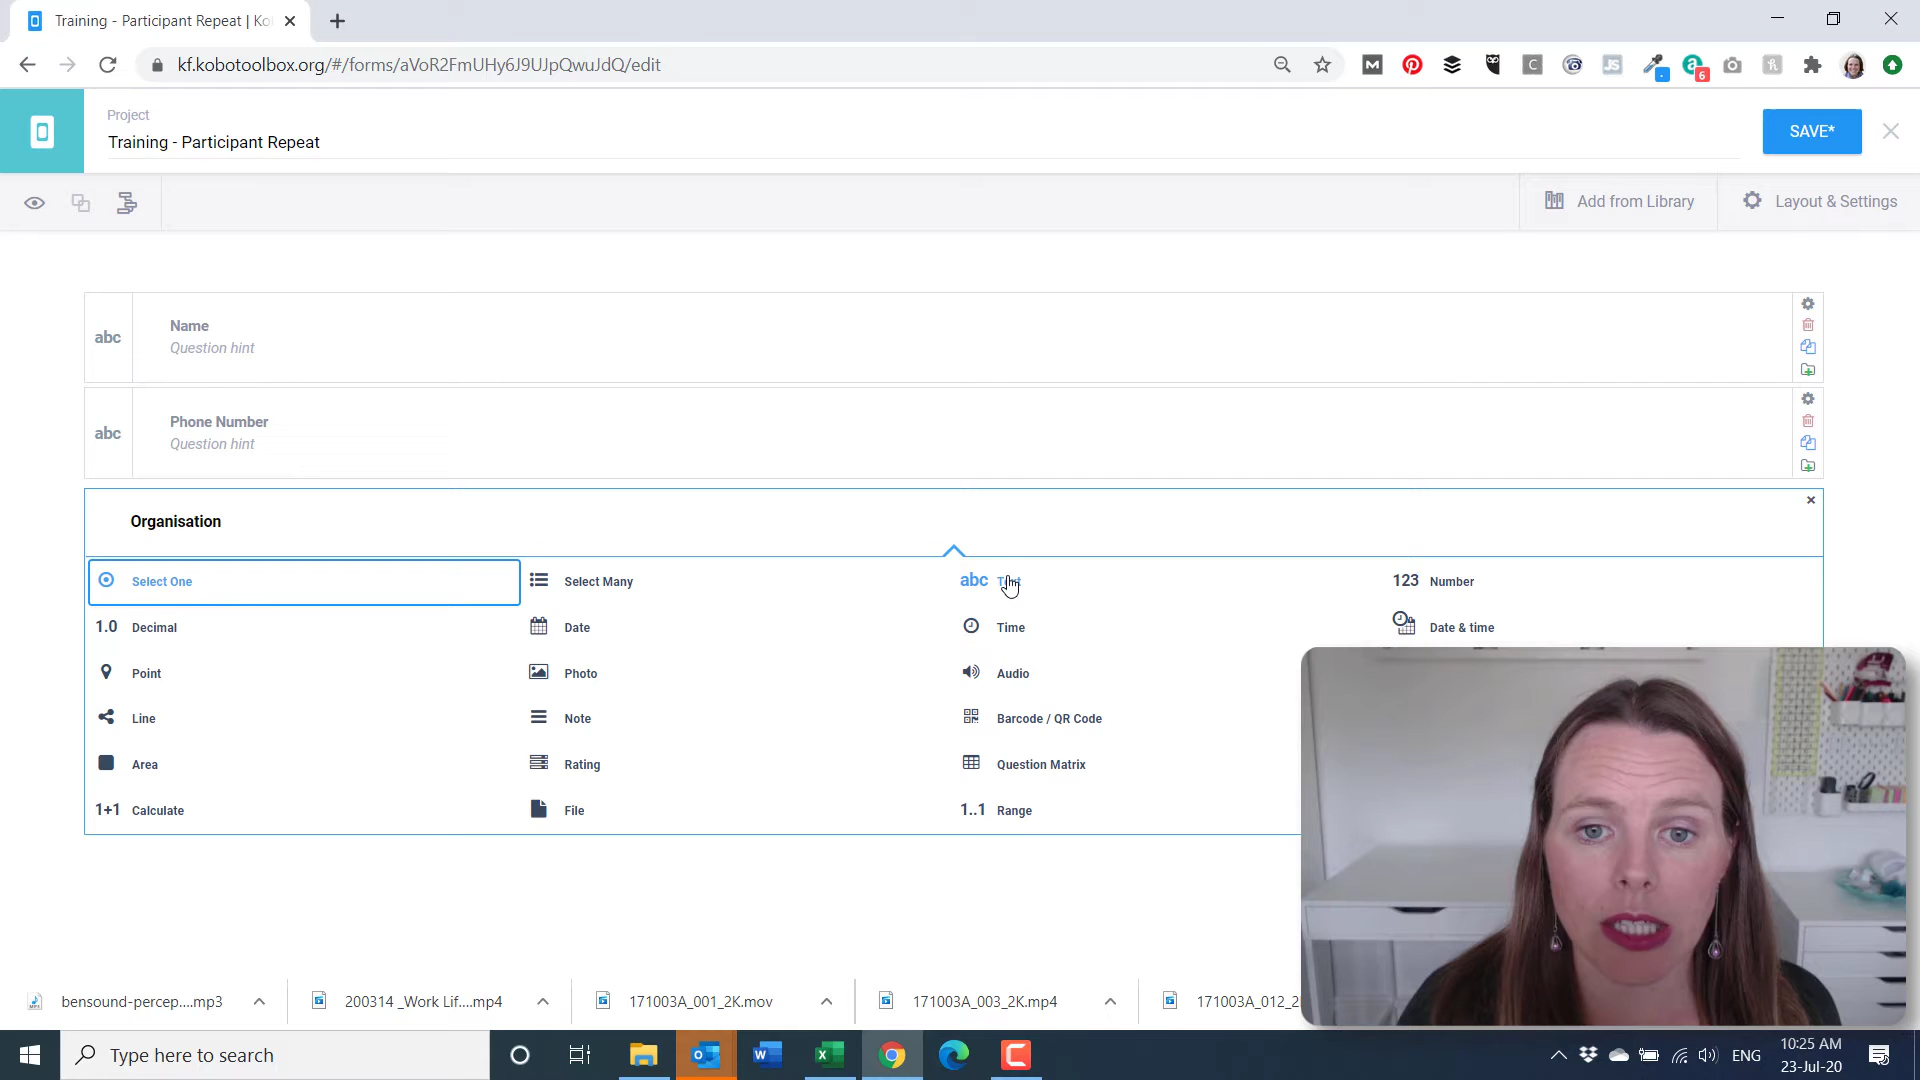 Training - Participant Repeat | Ko
kf.kobotoolbox.org/#/forms/aVoR2FmUHy6J9UJpQwuJdQ/edit
6
Project
Training - Participant Repeat
SAVE*
Add from Library
Layout & Settings
abc
Name
Question hint
abc
Phone Number
Question hint
Organisation
Select One
Select Many
abc Text
123 Number
1.0 Decimal
Date
Time
Date & time
Point
Photo
Audio
Line
Note
Barcode / QR Code
Area
Rating
Question Matrix
1+1 Calculate
File
1..1 Range
bensound-percep....mp3
200314 _Work Lif....mp4
171003A_001_2K.mov
171003A_003_2K.mp4
171003A_012_2
Type here to search
ENG
10:25 AM
23-Jul-20